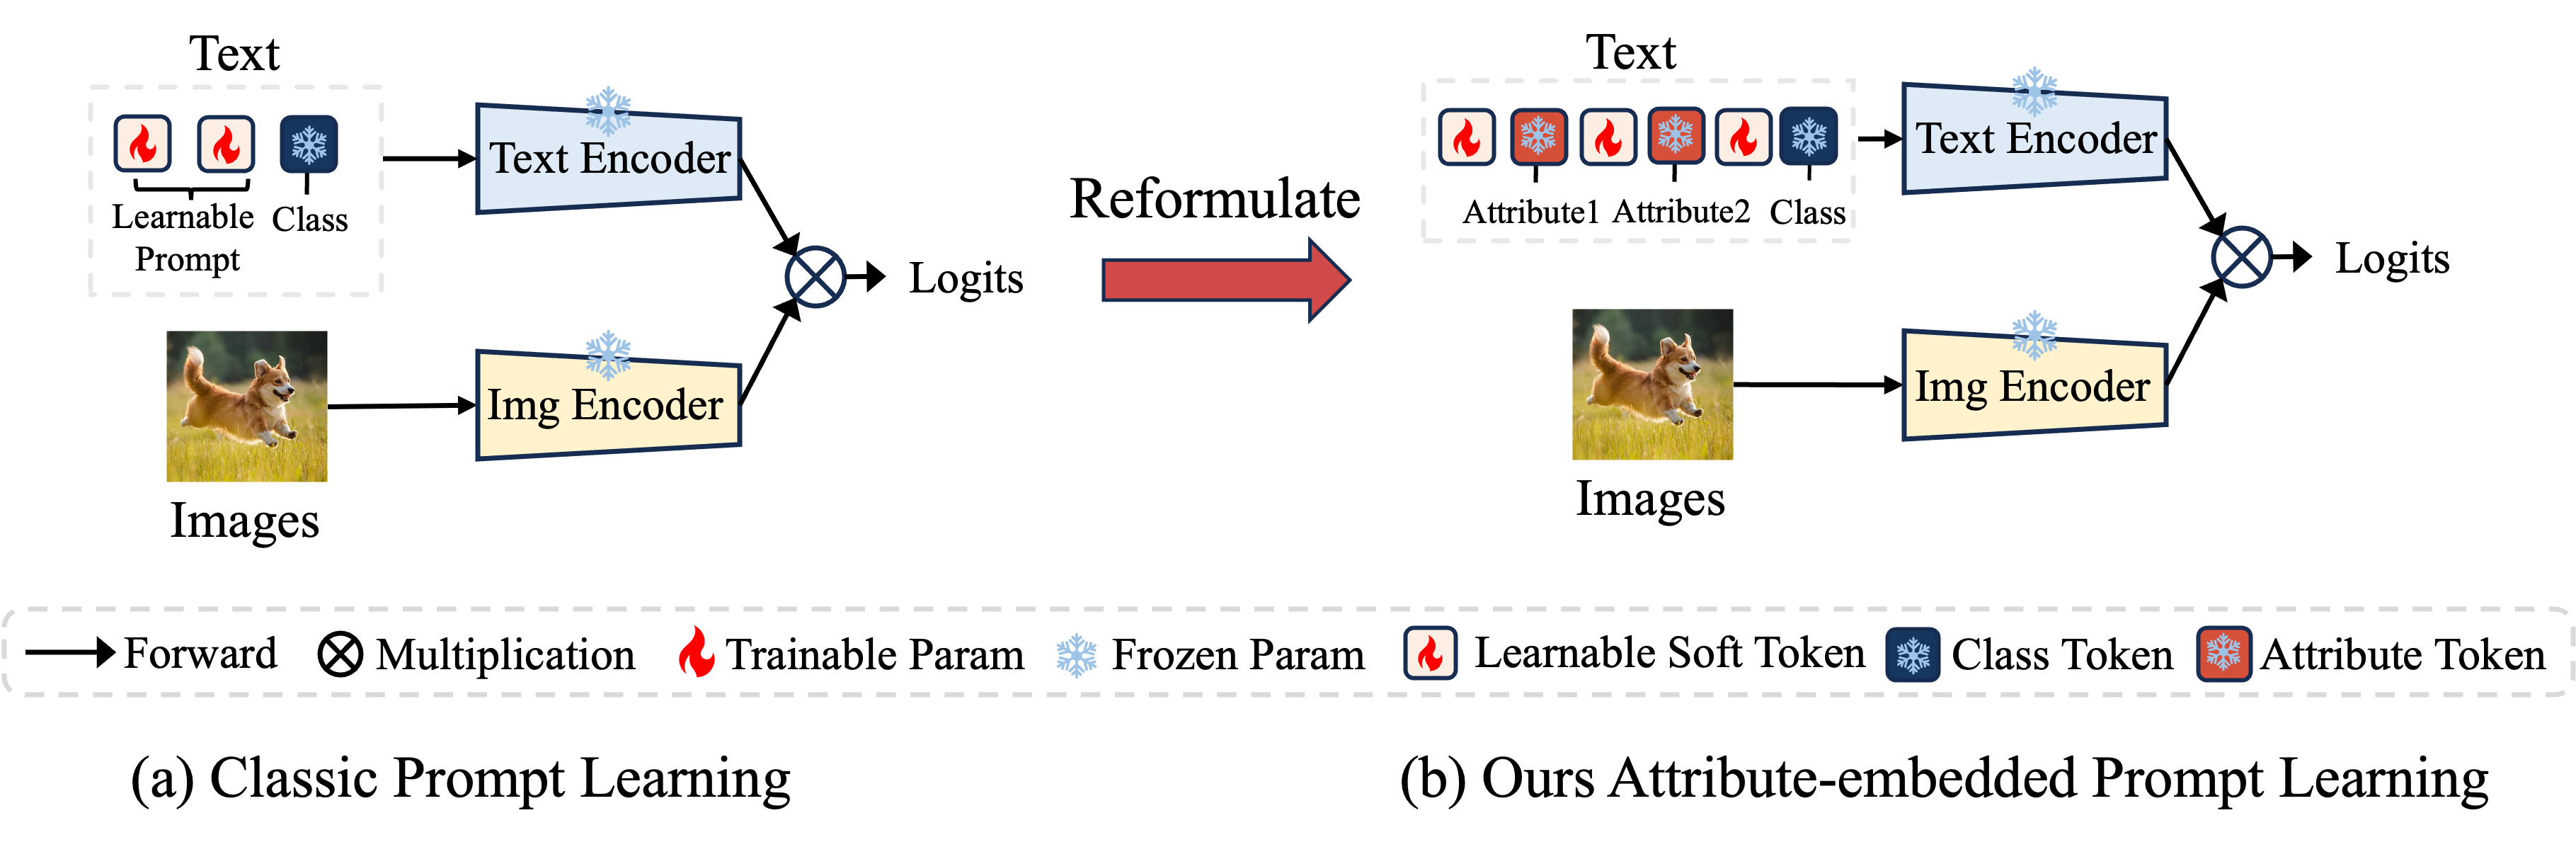 Text
Learnable
Prompt
Class
Text Encoder
Images
Img Encoder
Logits
Reformulate
Text
Attribute1 Attribute2 Class
Text Encoder
Images
Img Encoder
Logits
Forward Multiplication Trainable Param Frozen Param Learnable Soft Token Class Token Attribute Token
(a) Classic Prompt Learning
(b) Ours Attribute-embedded Prompt Learning